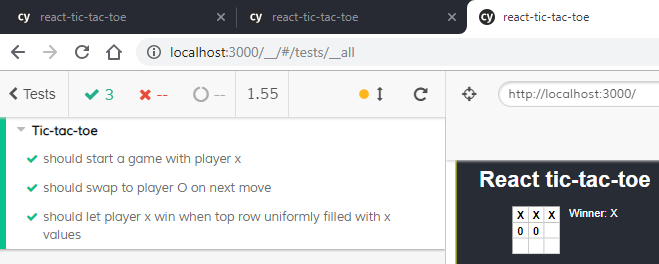 cy react-tic-tac-toe cy react-tic-tac-toe cy react-tic-tac-toe
localhost:3000/__/#/tests/__all
Tests 3 -- -- 1.55 http://localhost:3000/
Tic-tac-toe
should start a game with player x
should swap to player O on next move
should let player x win when top row uniformly filled with x
values
React tic-tac-toe
X X X Winner: X
0 0